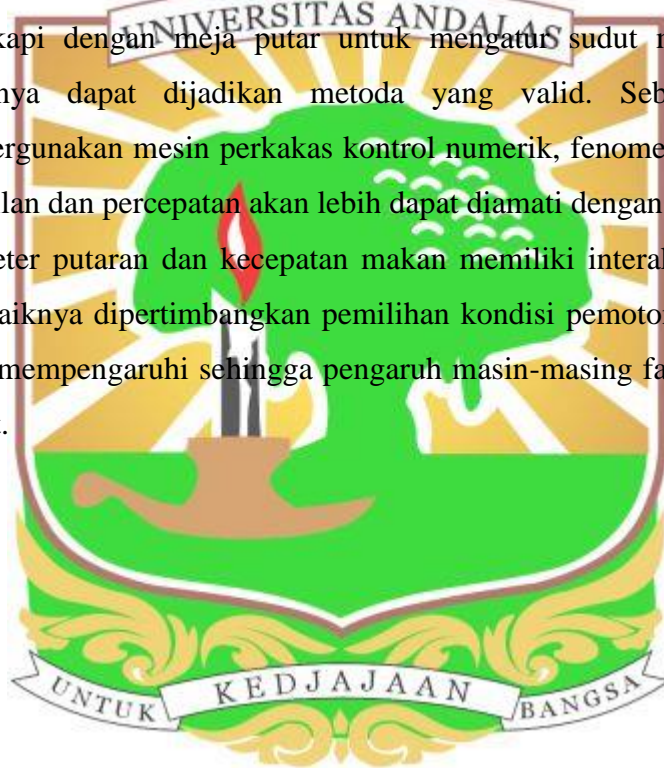 UNIVERSITAS ANDALAS
kapi dengan meja putar untuk mengatur sudut
nya dapat dijadikan metoda yang valid. Seb
ergunakan mesin perkakas kontrol numerik, fenome
lan dan percepatan akan lebih dapat diamati dengan
eter putaran dan kecepatan makan memiliki intera
aiknya dipertimbangkan pemilihan kondisi pemoto
mempengaruhi sehingga pengaruh masin-masing fa
UNTUK KEDJAJAAN BANGSA